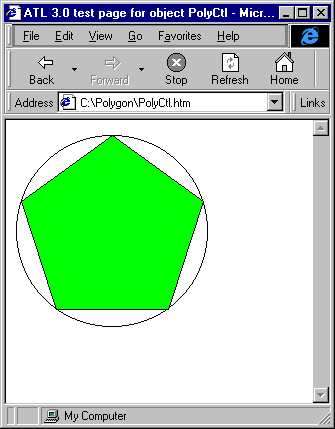 ATL 3.0 test page for object PolyCtl - Micr...
File Edit View Go Favorites Help
Back Forward Stop Refresh Home
Address C:\Polygon\PolyCtl.htm Links
My Computer